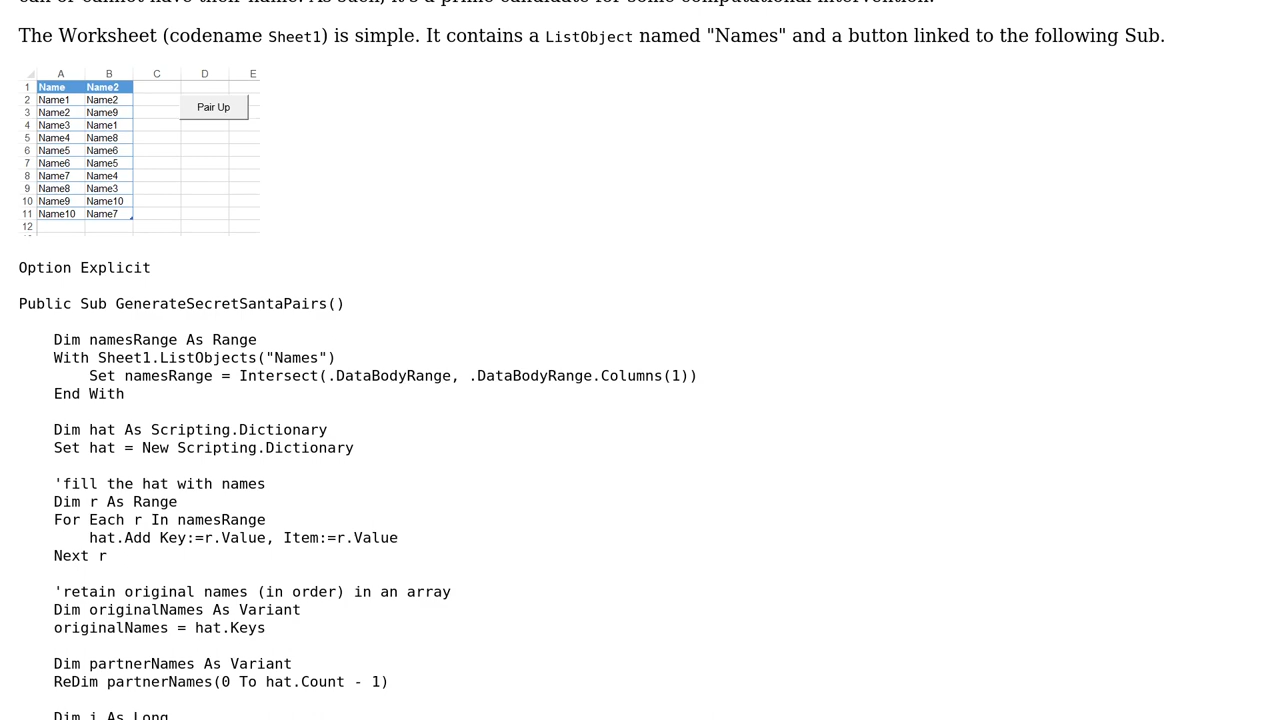 The Worksheet (codename Sheet1) is simple. It contains a ListObject named "Names" and a button linked to the following Sub.
A B C D E
1 Name Name2
2 Name1 Name2
Pair Up
3 Name2 Name9
4 Name3 Name1
5 Name4 Name8
6 Name5 Name6
7 Name6 Name5
8 Name7 Name4
9 Name8 Name3
10 Name9 Name10
11 Name10 Name7
12
Option Explicit
Public Sub GenerateSecretSantaPairs()
Dim namesRange As Range
With Sheet1.ListObjects("Names")
Set namesRange = Intersect(.DataBodyRange, .DataBodyRange.Columns(1))
End With
Dim hat As Scripting.Dictionary
Set hat = New Scripting.Dictionary
'fill the hat with names
Dim r As Range
For Each r In namesRange
hat.Add Key:=r.Value, Item:=r.Value
Next r
'retain original names (in order) in an array
Dim originalNames As Variant
originalNames = hat.Keys
Dim partnerNames As Variant
ReDim partnerNames(0 To hat.Count - 1)
Dim i As Long